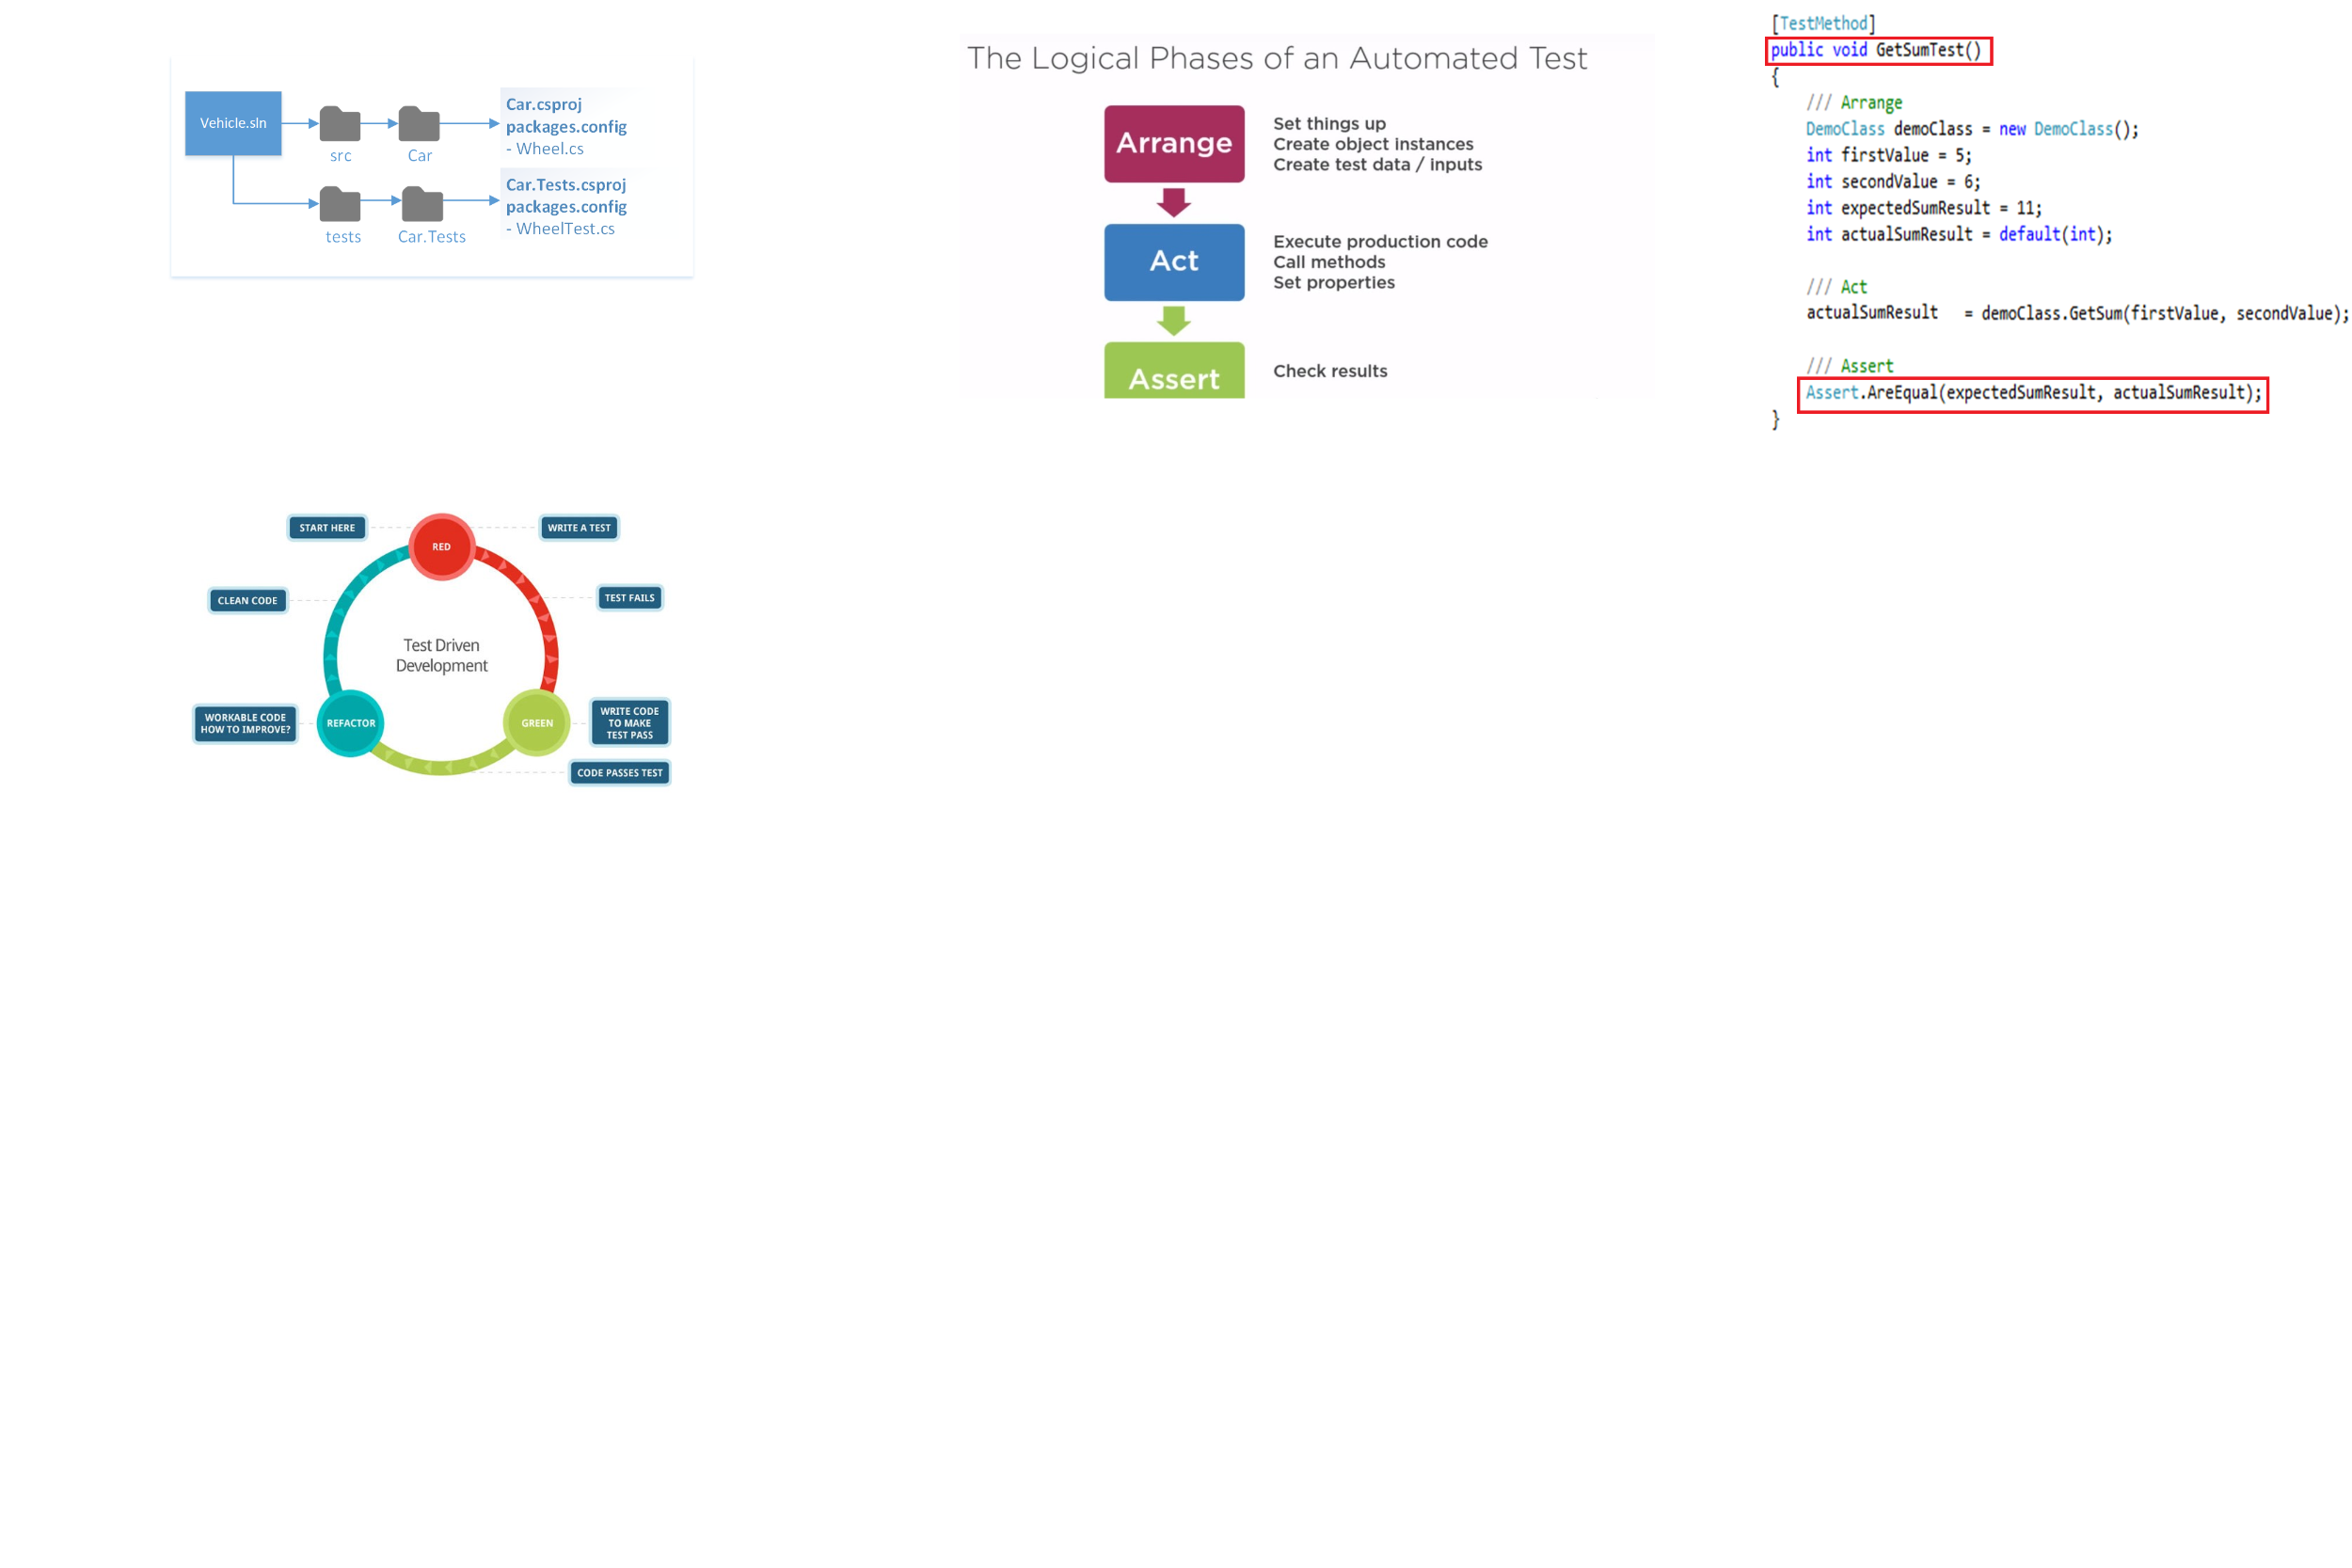 Vehicle.sln
src
Car
Car.csproj
packages.config
- Wheel.cs
tests
Car.Tests
Car.Tests.csproj
packages.config
- WheelTest.cs
The Logical Phases of an Automated Test
Arrange
Set things up
Create object instances
Create test data / inputs
Act
Execute production code
Call methods
Set properties
Assert
Check results
[TestMethod]
public void GetSumTest()
{
/// Arrange
DemoClass demoClass = new DemoClass();
int firstValue = 5;
int secondValue = 6;
int expectedSumResult = 11;
int actualSumResult = default(int);
/// Act
actualSumResult = demoClass.GetSum(firstValue, secondValue);
/// Assert
Assert.AreEqual(expectedSumResult, actualSumResult);
}
START HERE
RED
WRITE A TEST
CLEAN CODE
TEST FAILS
Test Driven
Development
WORKABLE CODE
HOW TO IMPROVE?
REFACTOR
GREEN
WRITE CODE
TO MAKE
TEST PASS
CODE PASSES TEST